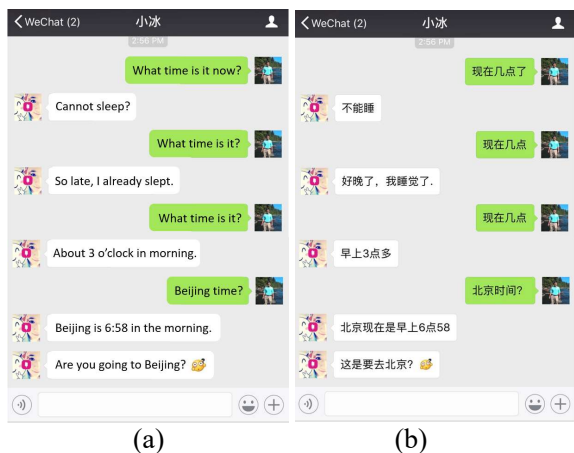 WeChat (2)
小冰
2:56 PM
What time is it now?
Cannot sleep?
What time is it?
So late, I already slept.
What time is it?
About 3 o’clock in morning.
Beijing time?
Beijing is 6:58 in the morning.
Are you going to Beijing?
(a)
WeChat (2)
小冰
2:56 PM
现在几点了
不能睡
现在几点
好晚了，我睡觉了.
现在几点
早上3点多
北京时间？
北京现在是早上6点58
这是要去北京？
(b)